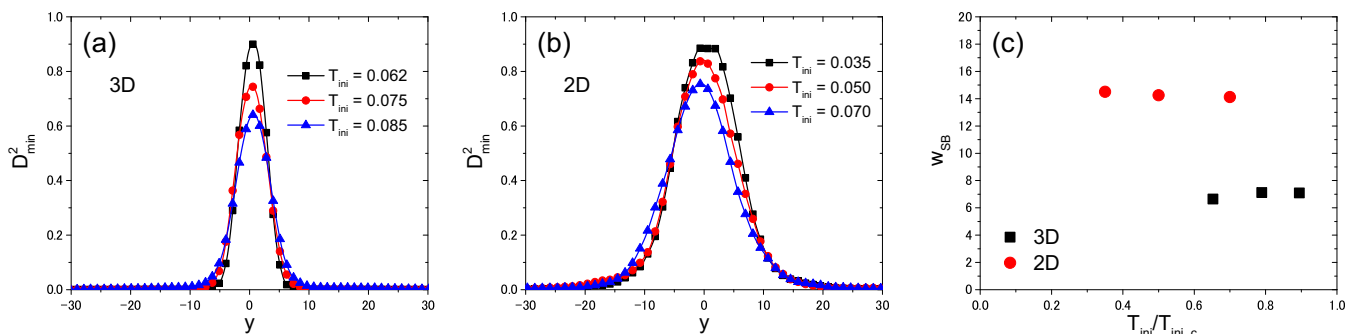 (a)
3D
T_ini = 0.062
T_ini = 0.075
T_ini = 0.085
D²_min
1.0
0.8
0.6
0.4
0.2
0.0
-30 -20 -10 0 10 20 30
y
(b)
2D
T_ini = 0.035
T_ini = 0.050
T_ini = 0.070
D²_min
1.0
0.8
0.6
0.4
0.2
0.0
-30 -20 -10 0 10 20 30
y
(c)
w_SB
20
18
16
14
12
10
8
6
4
2
0
3D
2D
0.0 0.2 0.4 0.6 0.8 1.0
T_ini/T_ini,c